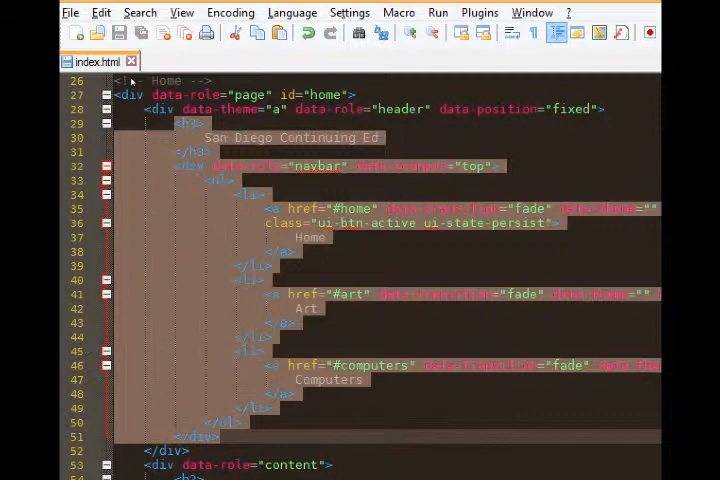 File Edit Search View Encoding Language Settings Macro Run Plugins Window ?
index.html
26 <!-- Home -->
27 <div data-role="page" id="home">
28 <div data-theme="a" data-role="header" data-position="fixed">
29 <h3>
30 San Diego Continuing Ed
31 </h3>
32 <div data-role="navbar" data-iconpos="top">
33 <ul>
34 <li>
35 <a href="#home" data-transition="fade" data-theme=""
36 class="ui-btn-active ui-state-persist">
37 Home
38 </a>
39 </li>
40 <li>
41 <a href="#art" data-transition="fade" data-theme=""
42 Art
43 </a>
44 </li>
45 <li>
46 <a href="#computers" data-transition="fade" data-the
47 Computers
48 </a>
49 </li>
50 </ul>
51 </div>
52 </div>
53 <div data-role="content">
54 <h2>